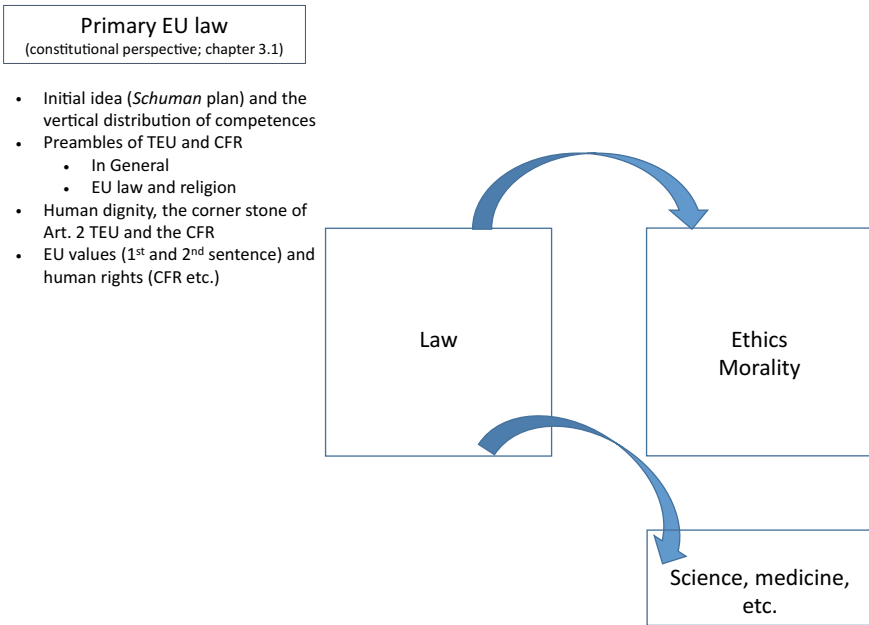 Primary EU law
(constitutional perspective; chapter 3.1)
• Initial idea (Schuman plan) and the
vertical distribution of competences
• Preambles of TEU and CFR
• In General
• EU law and religion
• Human dignity, the corner stone of
Art. 2 TEU and the CFR
• EU values (1st and 2nd sentence) and
human rights (CFR etc.)
Law
Ethics
Morality
Science, medicine,
etc.